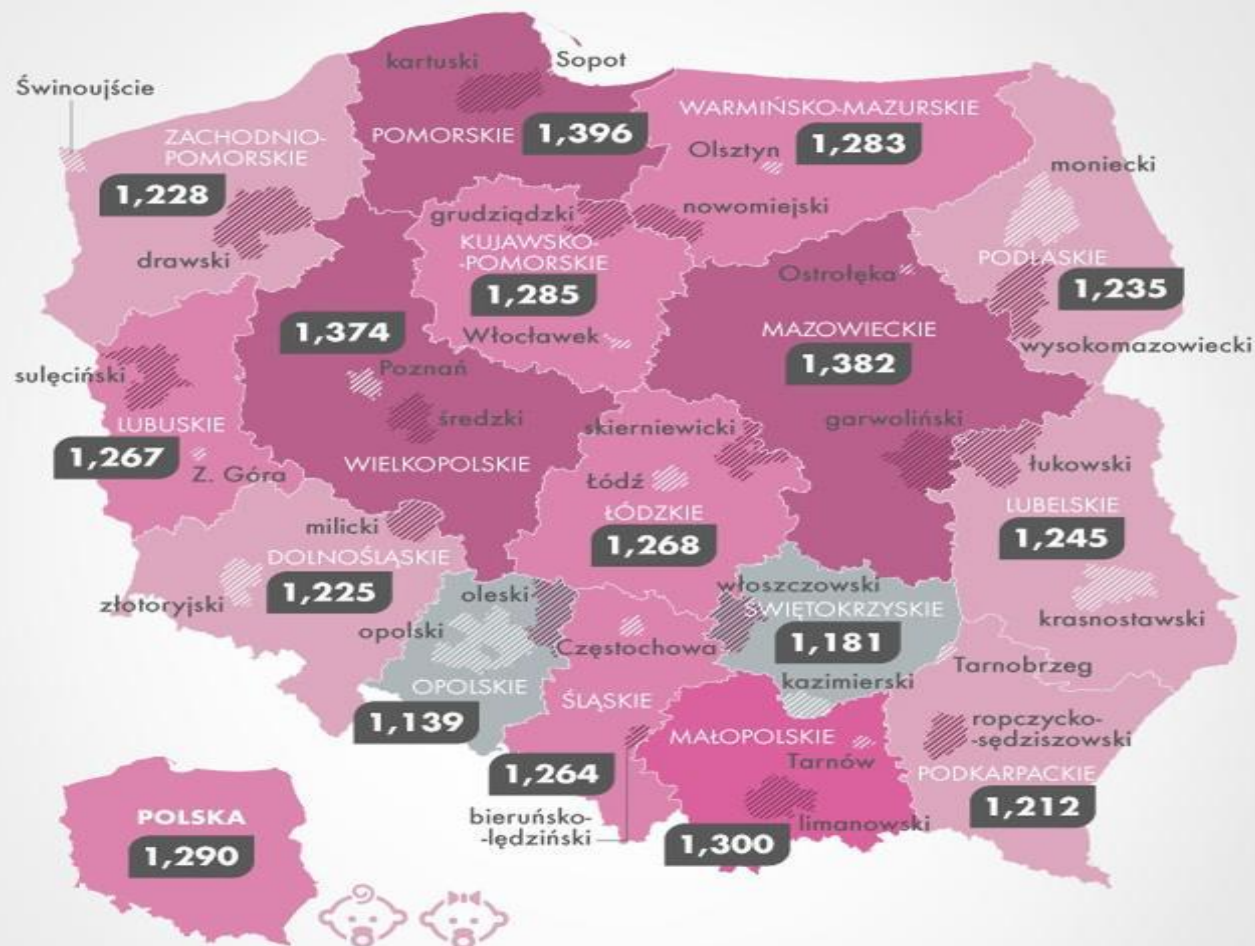 kartuski
Sopot
Świnoujście
ZACHODNIO-
POMORSKIE
1,228
POMORSKIE
1,396
WARMIŃSKO-MAZURSKIE
Olsztyn
1,283
moniecki
drawski
grudziądzki
nowomiejski
KUJAWSKO-
-POMORSKIE
1,285
Włocławek
Ostrołęka
PODLASKIE
1,235
wysokomazowiecki
1,374
Poznań
średzki
WIELKOPOLSKIE
MAZOWIECKIE
1,382
garwoliński
sulęciński
LUBUSKIE
1,267
Z. Góra
skierniewicki
Łódź
ŁÓDZKIE
1,268
łukowski
LUBELSKIE
1,245
krasnostawski
milicki
DOLNOŚLĄSKIE
1,225
złotoryjski
oleski
opolski
OPOLSKIE
1,139
Częstochowa
ŚLĄSKIE
1,264
bieruńsko-
-lędziński
włoszczowski
ŚWIĘTOKRZYSKIE
1,181
kazimierski
Tarnobrzeg
MAŁOPOLSKIE
Tarnów
limanowski
1,300
ropczycko-
-sędziszowski
PODKARPACKIE
1,212
POLSKA
1,290